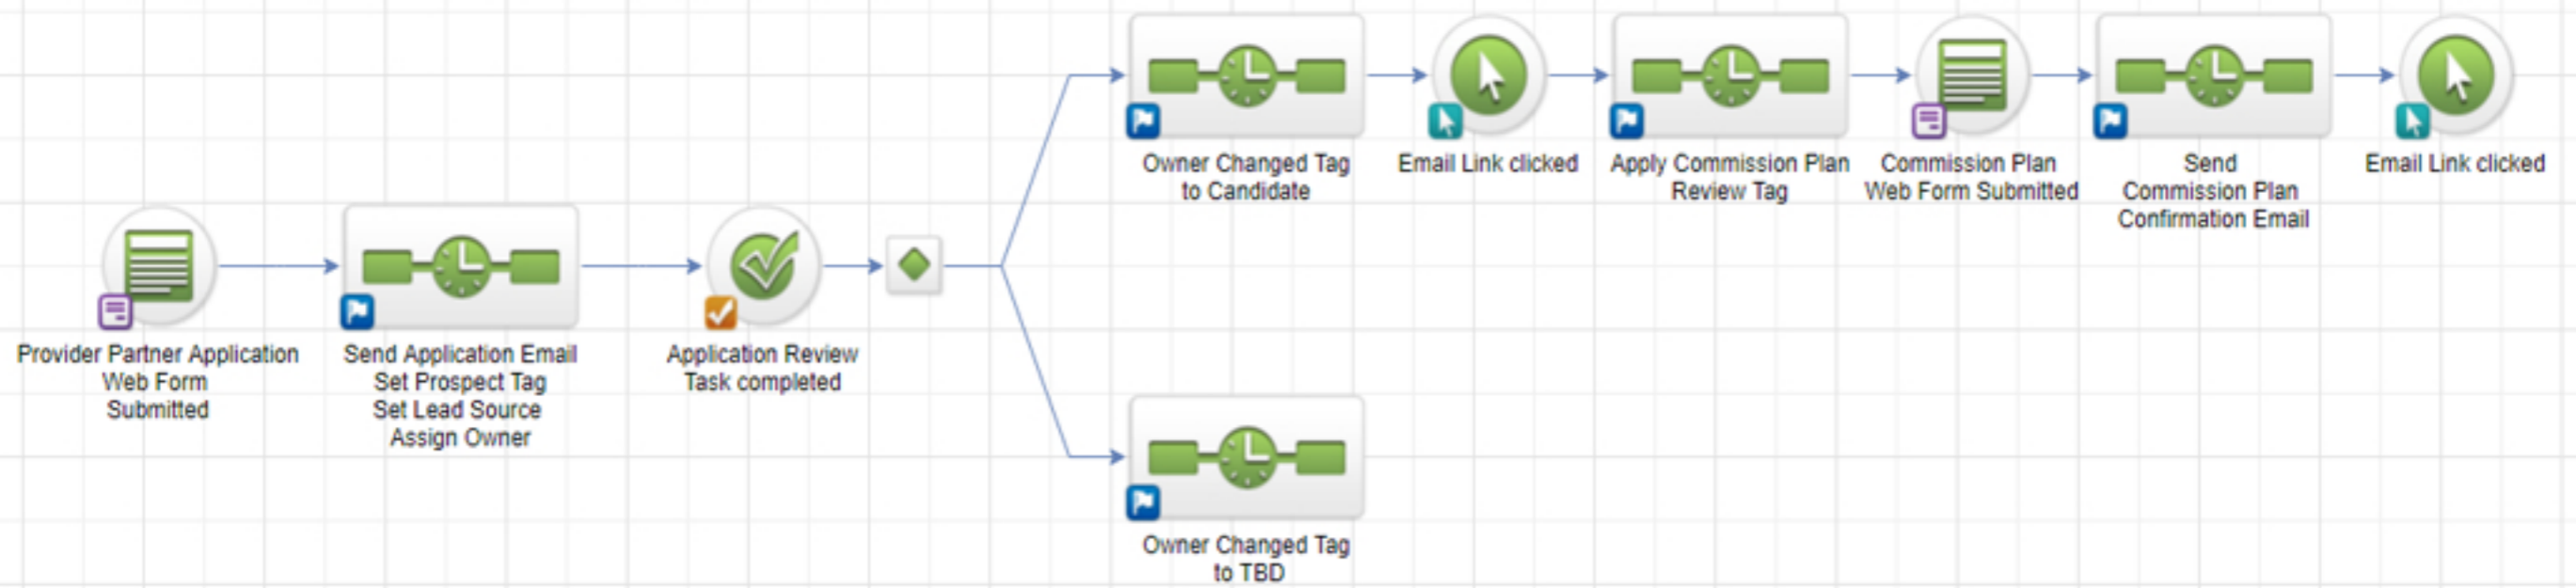 Owner Changed Tag
to Candidate
Email Link clicked
Apply Commission Plan
Review Tag
Commission Plan
Web Form Submitted
Send
Commission Plan
Confirmation Email
Email Link clicked
Provider Partner Application
Web Form
Submitted
Send Application Email
Set Prospect Tag
Set Lead Source
Assign Owner
Application Review
Task completed
Owner Changed Tag
to TBD